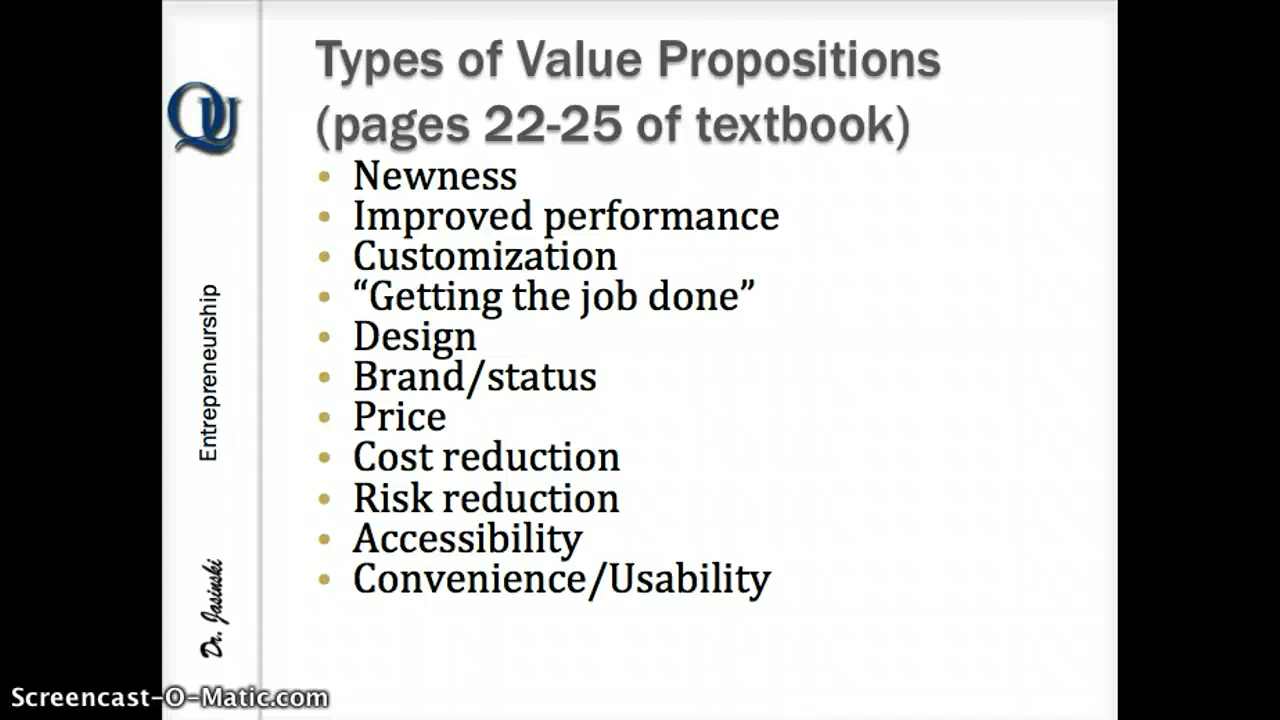 Types of Value Propositions
(pages 22-25 of textbook)
QU
• Newness
• Improved performance
• Customization
• “Getting the job done”
• Design
• Brand/status
• Price
• Cost reduction
• Risk reduction
• Accessibility
• Convenience/Usability
Entrepreneurship
Dr. Jasinski
Screencast-O-Matic.com